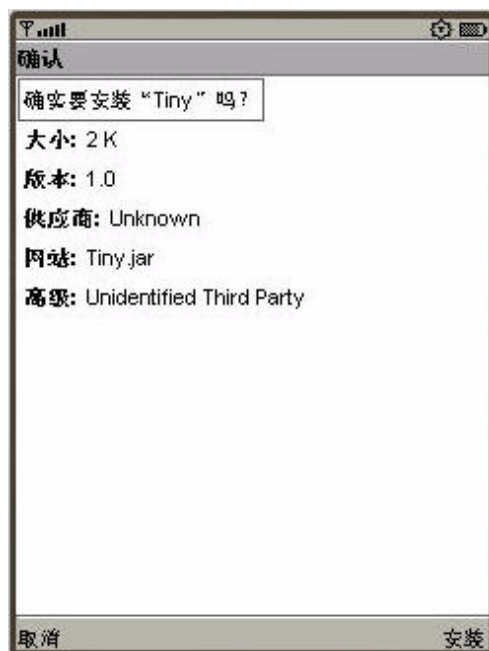 确认
确实要安装“Tiny”吗?
大小: 2 K
版本: 1.0
供应商: Unknown
网站: Tiny.jar
高级: Unidentified Third Party
取消 安装